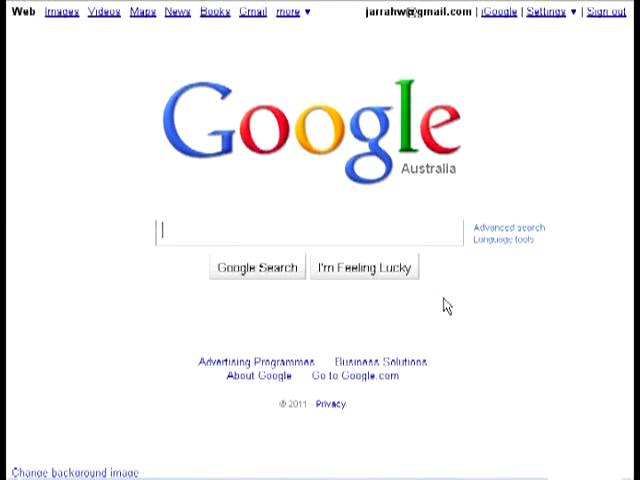 Web Images Videos Maps News Books Gmail more ▼ jarrahw@gmail.com | iGoogle | Settings ▼ | Sign out
Google
Australia
Advanced search
Language tools
Google Search I'm Feeling Lucky
Advertising Programmes Business Solutions
About Google Go to Google.com
© 2011 Privacy
Change background image